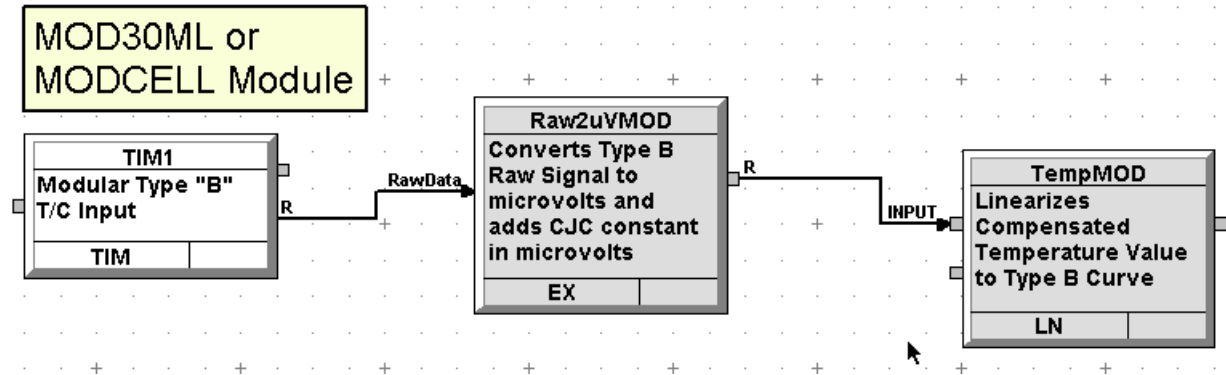 MOD30ML or
MODCELL Module
TIM1
Modular Type "B"
T/C Input
R
TIM
RawData
Raw2uVMOD
Converts Type B
Raw Signal to
microvolts and
adds CJC constant
in microvolts
EX
R
INPUT
TempMOD
Linearizes
Compensated
Temperature Value
to Type B Curve
LN